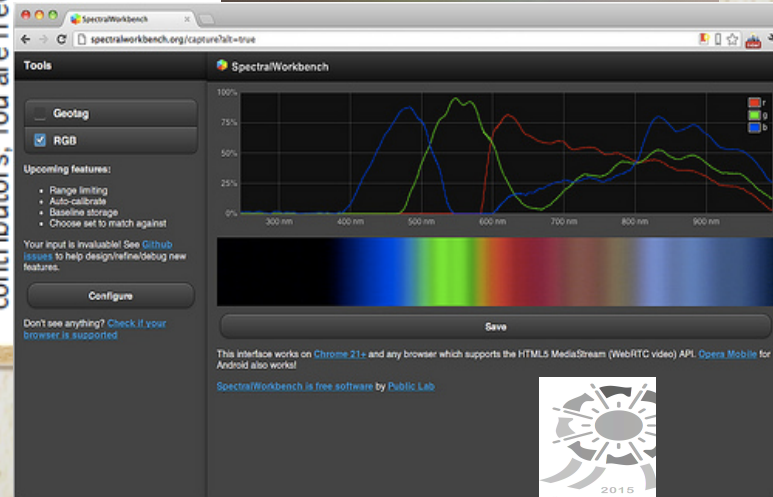 contributors, You are free
SpectralWorkbench
spectralworkbench.org/capture?alt=true
Tools
Geotag
RGB
Upcoming features:
Range limiting
Auto-calibrate
Baseline storage
Choose set to match against
Your input is invaluable! See Github
issues to help design/refine/debug new
features.
Configure
Don't see anything? Check if your
browser is supported
SpectralWorkbench
100%
75%
50%
25%
0%
r
g
b
300 nm 400 nm 500 nm 600 nm 700 nm 800 nm 900 nm
Save
This interface works on Chrome 21+ and any browser which supports the HTML5 MediaStream (WebRTC video) API. Opera Mobile for
Android also works!
SpectralWorkbench is free software by Public Lab
2015